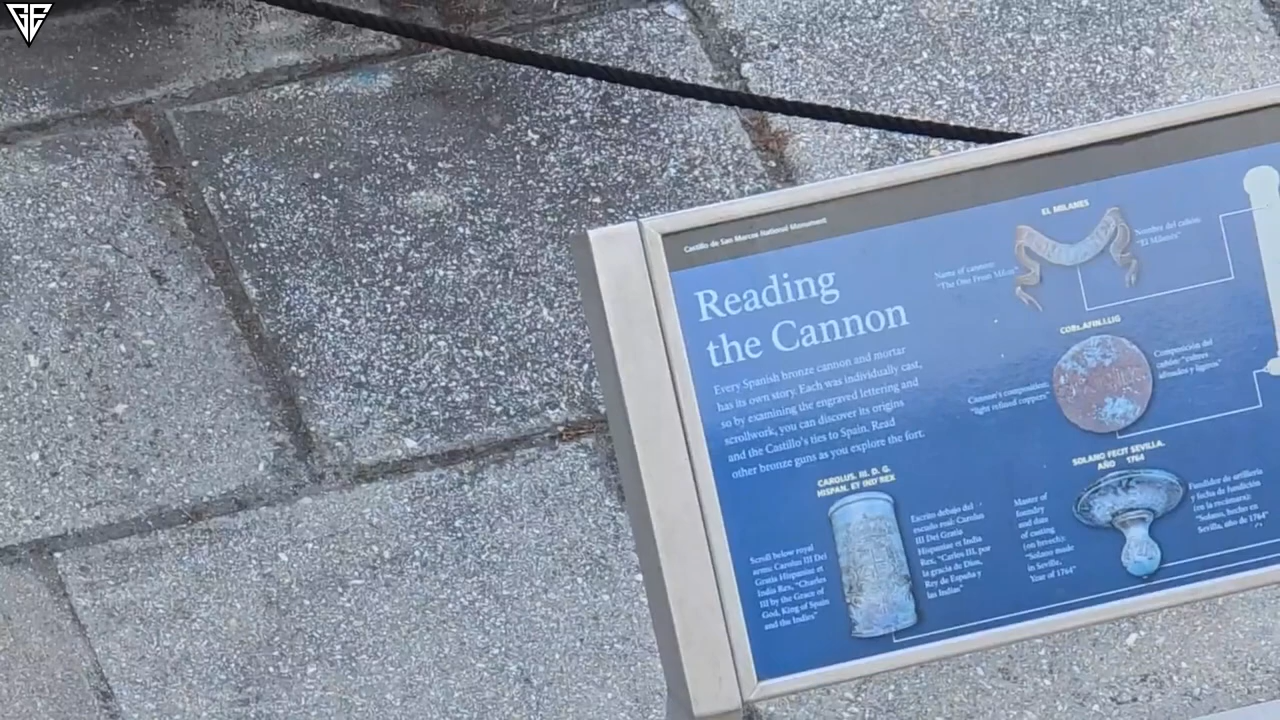 GE
Castillo de San Marcos National Monument
Reading
the Cannon
Every Spanish bronze cannon and mortar
has its own story. Each was individually cast,
so by examining the engraved lettering and
scrollwork, you can discover its origins
and the Castillo's ties to Spain. Read
other bronze guns as you explore the fort.
EL MILANES
Name of cannon:
"The One From Milan"
Nombre del cañón:
"El Milanés"
COBs.AFIN.LLIG
Cannon's composition:
"light refined coppers"
Composición del
cañón: "cobres
afinados y ligeros"
CAROLUS. III. D. G.
HISPAN. ET IND REX
Scroll below royal
arms: Carolus III Dei
Gratia Hispaniae et
India Rex, "Charles
III by the Grace of
God, King of Spain
and the Indies"
Escrito debajo del
escudo real: Carolus
III Dei Gratia
Hispaniae et India
Rex, "Carlos III, por
la gracia de Dios,
Rey de España y
las Indias"
SOLANO FECIT SEVILLA.
AÑO 1764
Master of
foundry
and date
of casting
(on breech):
"Solano made
in Seville,
Year of 1764"
Fundidor de artillería
y fecha de fundición
(en la recámara):
"Solano, hecho en
Sevilla, año de 1764"